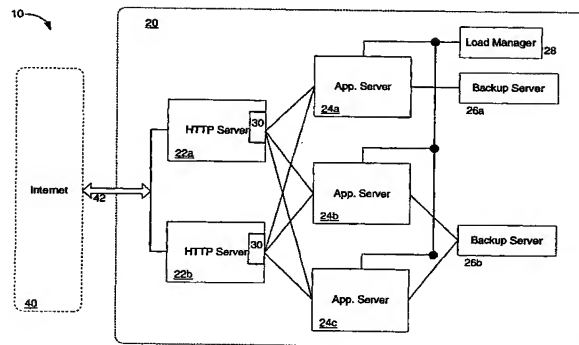 10
20
Load Manager
28
App. Server
24a
Backup Server
26a
30
HTTP Server
22a
Internet
42
App. Server
24b
30
HTTP Server
22b
Backup Server
26b
App. Server
24c
40